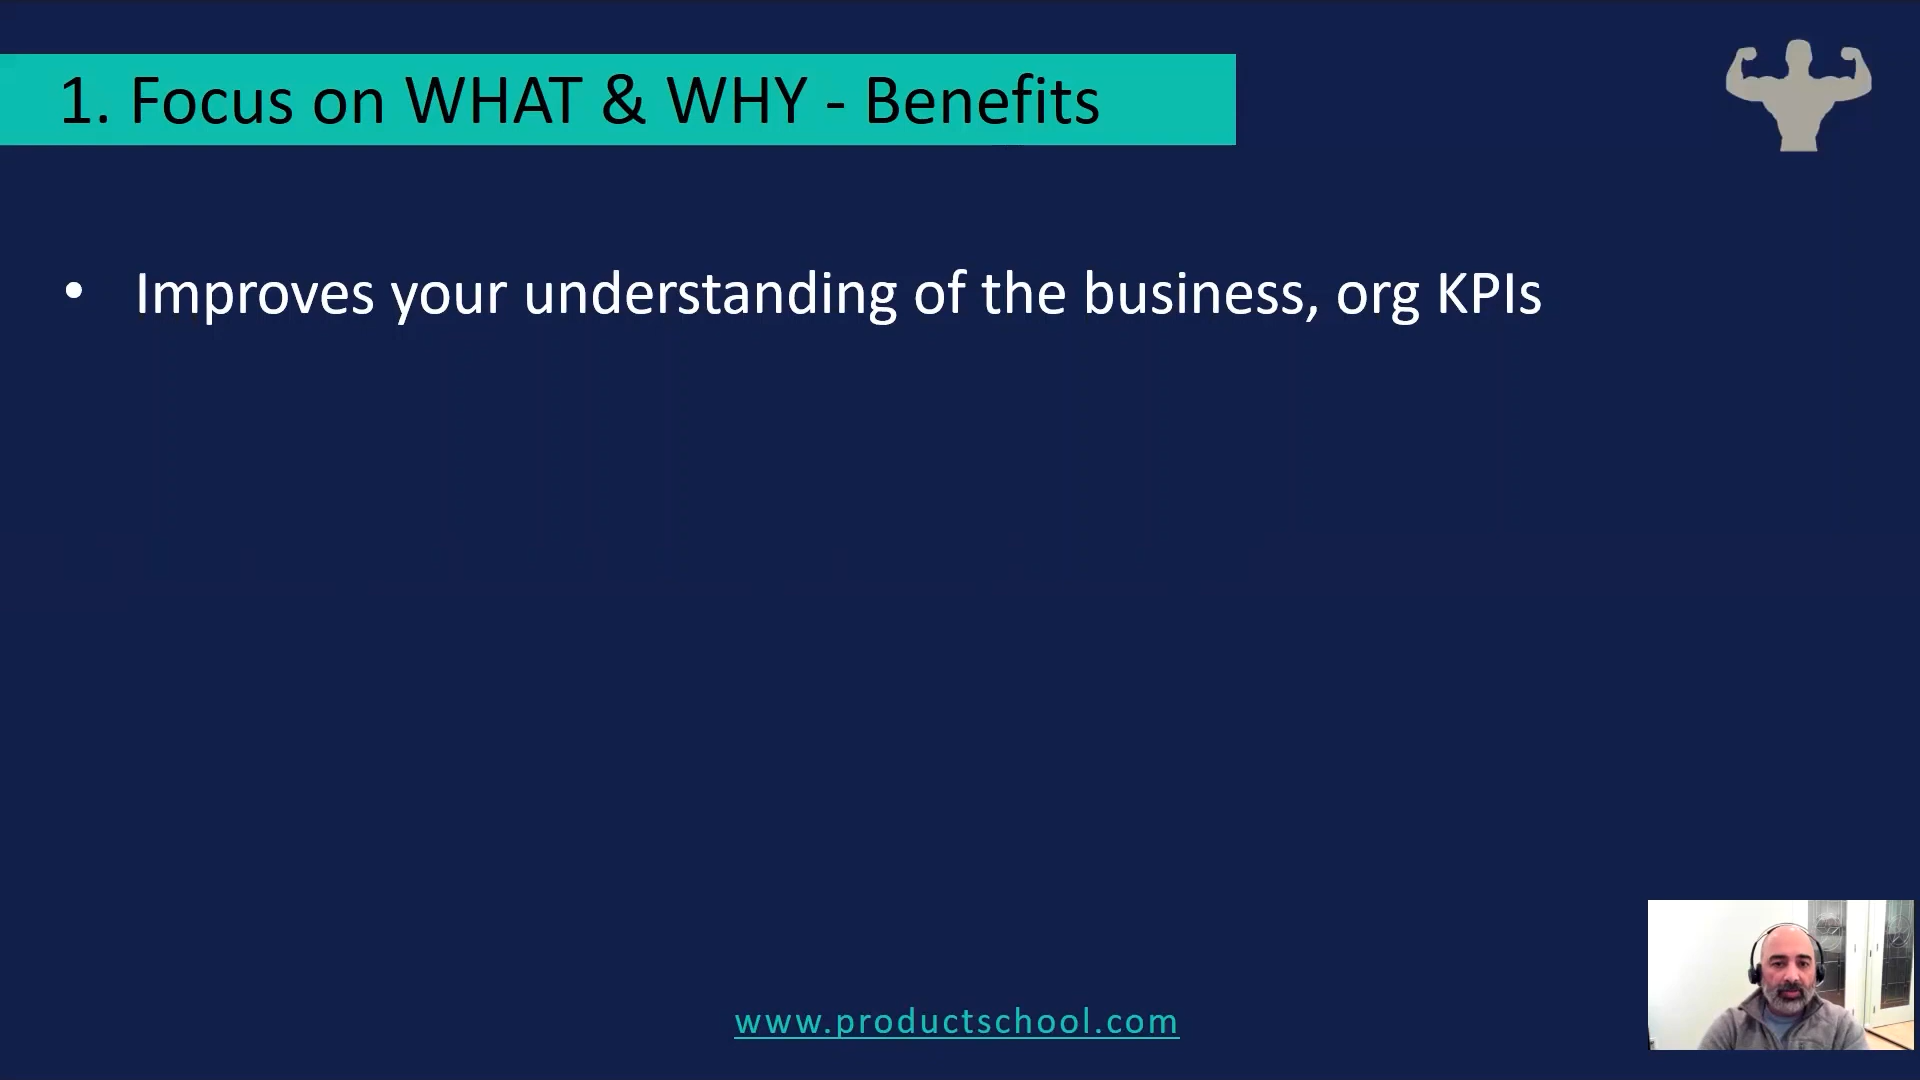 1. Focus on WHAT & WHY - Benefits
• Improves your understanding of the business, org KPIs
www.productschool.com